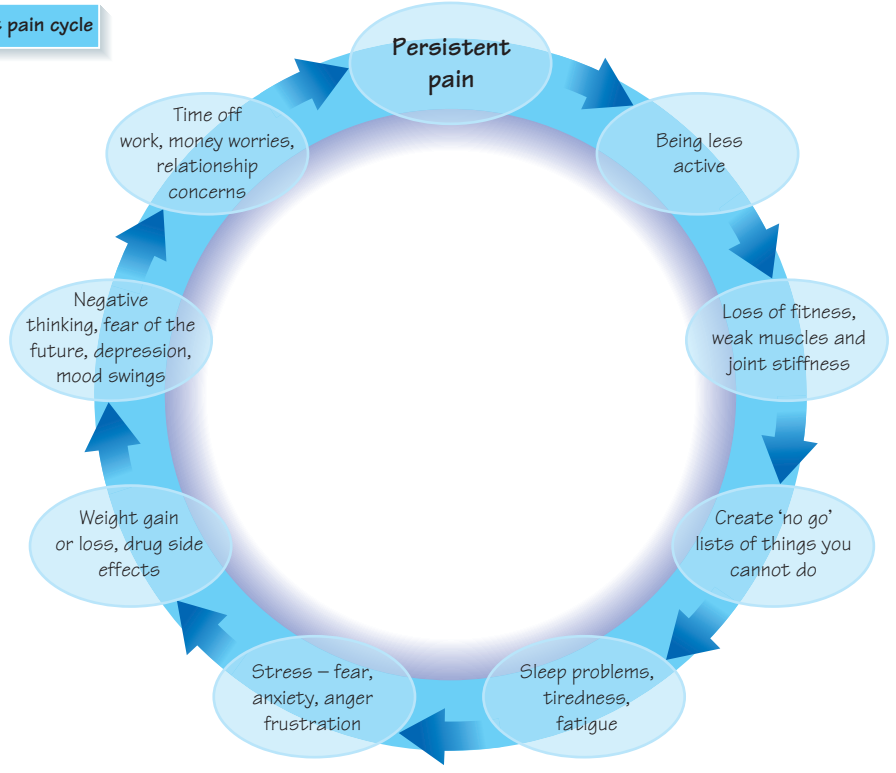 pain cycle
Persistent
pain
Being less
active
Loss of fitness,
weak muscles and
joint stiffness
Create ‘no go’
lists of things you
cannot do
Sleep problems,
tiredness,
fatigue
Stress – fear,
anxiety, anger
frustration
Weight gain
or loss, drug side
effects
Negative
thinking, fear of the
future, depression,
mood swings
Time off
work, money worries,
relationship
concerns